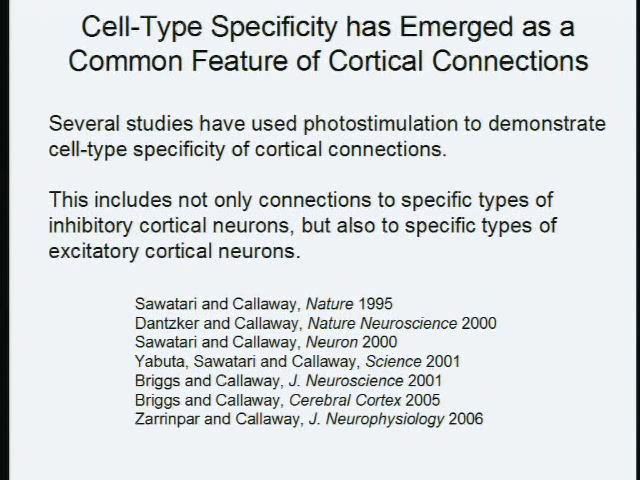 Cell-Type Specificity has Emerged as a
Common Feature of Cortical Connections
Several studies have used photostimulation to demonstrate
cell-type specificity of cortical connections.
This includes not only connections to specific types of
inhibitory cortical neurons, but also to specific types of
excitatory cortical neurons.
Sawatari and Callaway, Nature 1995
Dantzker and Callaway, Nature Neuroscience 2000
Sawatari and Callaway, Neuron 2000
Yabuta, Sawatari and Callaway, Science 2001
Briggs and Callaway, J. Neuroscience 2001
Briggs and Callaway, Cerebral Cortex 2005
Zarrinpar and Callaway, J. Neurophysiology 2006